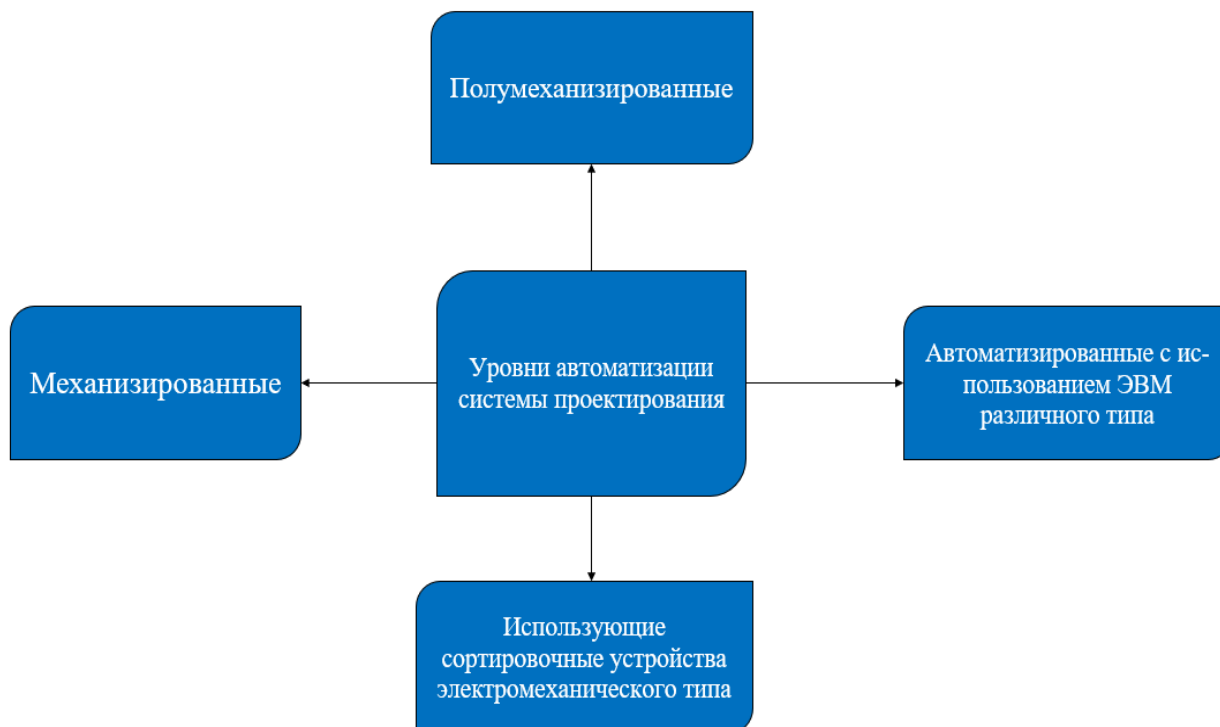 Полумеханизированные
Механизированные
Уровни автоматизации
системы проектирования
Автоматизированные с ис-
пользованием ЭВМ
различного типа
Использующие
сортировочные устройства
электромеханического типа